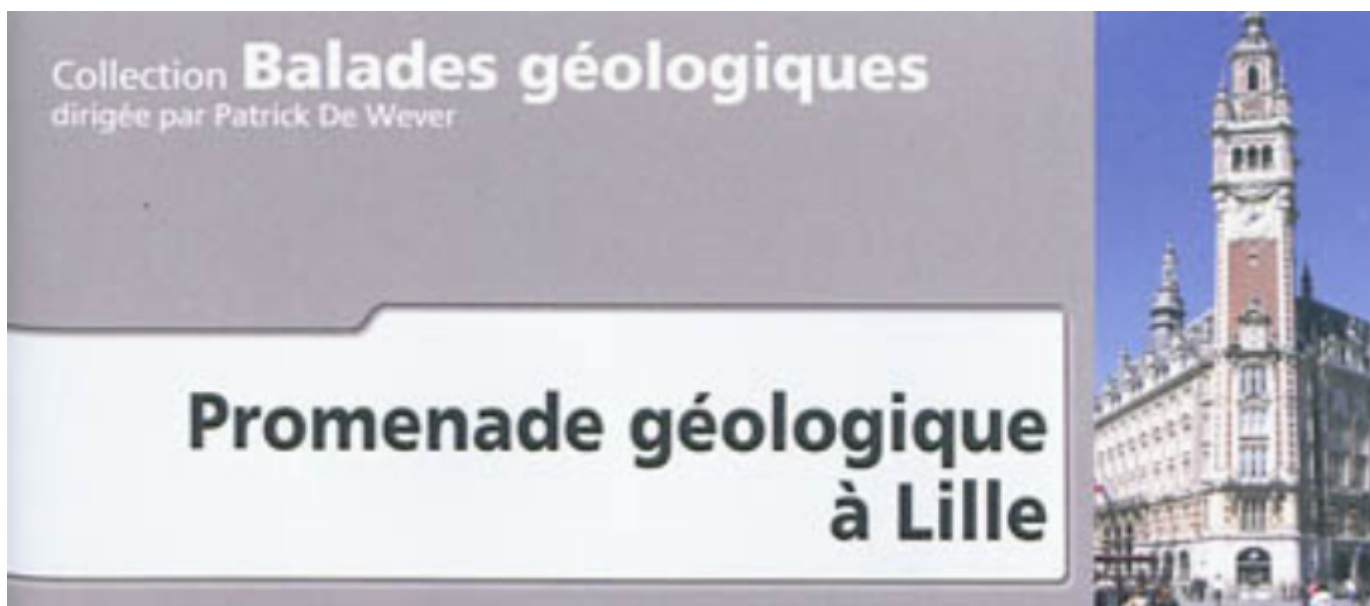 Collection Balades géologiques
dirigée par Patrick De Wever
Promenade géologique
à Lille